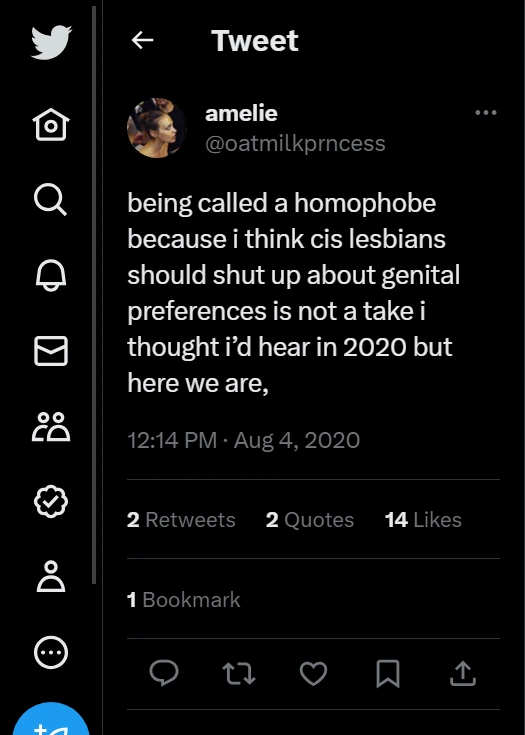 Tweet
amelie
@oatmilkprncess
being called a homophobe
because i think cis lesbians
should shut up about genital
preferences is not a take i
thought i'd hear in 2020 but
here we are,
12:14 PM · Aug 4, 2020
2 Retweets 2 Quotes 14 Likes
1 Bookmark